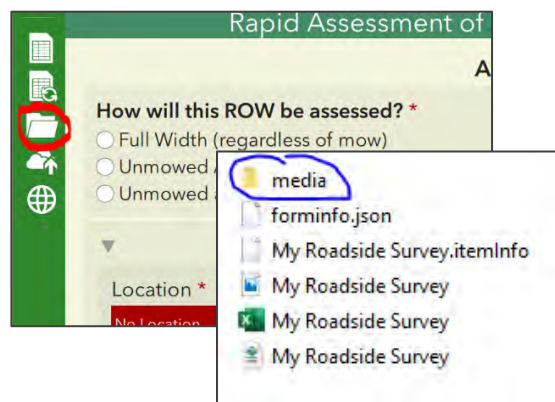 Rapid Assessment of
A
How will this ROW be assessed? *
Full Width (regardless of mow)
Unmowed
Unmowed
Location *
No Location
media
forminfo.json
My Roadside Survey.itemInfo
My Roadside Survey
My Roadside Survey
My Roadside Survey